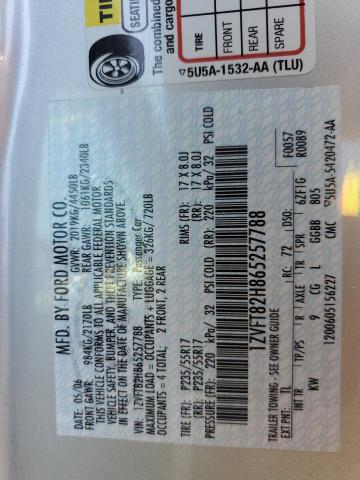 TIRE
SEATING
The combined
and cargo
TIRE
FRONT
REAR
SPARE
5U5A-1532-AA (TLU)
MFD. BY FORD MOTOR CO.
GVWR: 2019KG/4450LB
05/06
FRONT GAWR: 984KG/2170LB
REAR GAWR: 1061KG/2340LB
THIS VEHICLE CONFORMS TO ALL APPLICABLE FEDERAL MOTOR
VEHICLE SAFETY, BUMPER, AND THEFT PREVENTION STANDARDS
IN EFFECT ON THE DATE OF MANUFACTURE SHOWN ABOVE.
VIN: 1ZVFT82H865257788
TYPE: Passenger Car
MAXIMUM LOAD = OCCUPANTS + LUGGAGE = 326KG/ 720LB
OCCUPANTS = 4 TOTAL; 2 FRONT, 2 REAR
TIRE (FR): P235/55R17 RIMS (FR): 17 X 8.0J
(RR): P235/55R17 (RR): 17 X 8.0J
PRESSURE (FR): 220 kPa/ 32 PSI COLD (RR) 220 kPa/ 32 PSI COLD
1ZVFT82H865257788
TRAILER TOWING - SEE OWNER GUIDE
F0057
R0089
EXT PNT: TL RC: 72 DSO:
INT TR TP/PS R AXLE TR SPR 6ZF1G
KW 9 CG L GGBB BD5
120060515G227 CMC 5U5A-5420472-AA